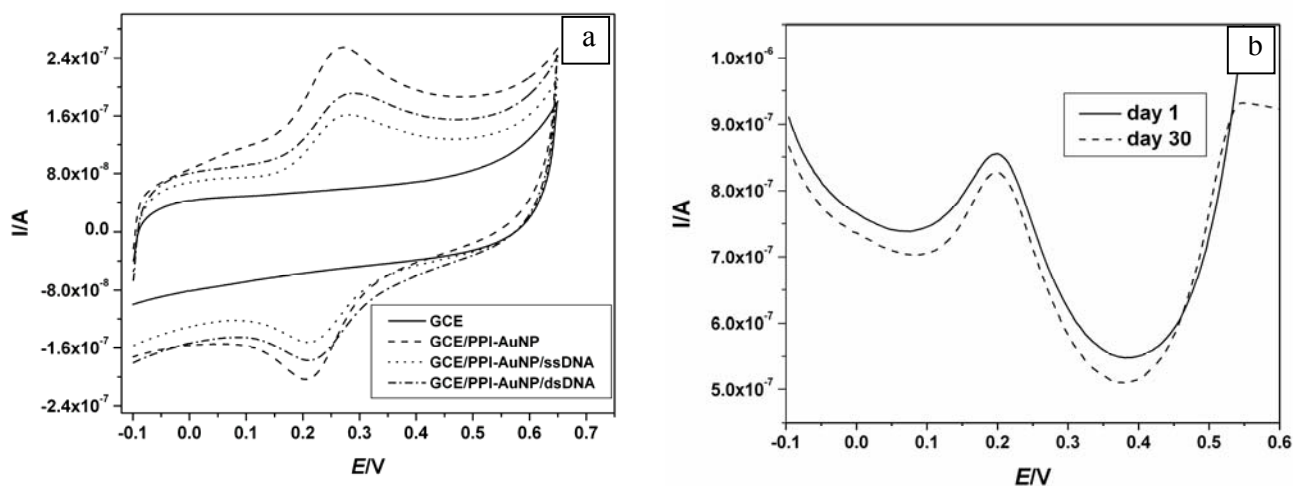 a
2.4x10⁻⁷
1.6x10⁻⁷
8.0x10⁻⁸
0.0
-8.0x10⁻⁸
-1.6x10⁻⁷
-2.4x10⁻⁷
I/A
-0.1 0.0 0.1 0.2 0.3 0.4 0.5 0.6 0.7
E/V
GCE
GCE/PPI-AuNP
GCE/PPI-AuNP/ssDNA
GCE/PPI-AuNP/dsDNA
b
1.0x10⁻⁶
9.0x10⁻⁷
8.0x10⁻⁷
7.0x10⁻⁷
6.0x10⁻⁷
5.0x10⁻⁷
I/A
-0.1 0.0 0.1 0.2 0.3 0.4 0.5 0.6
E/V
day 1
day 30